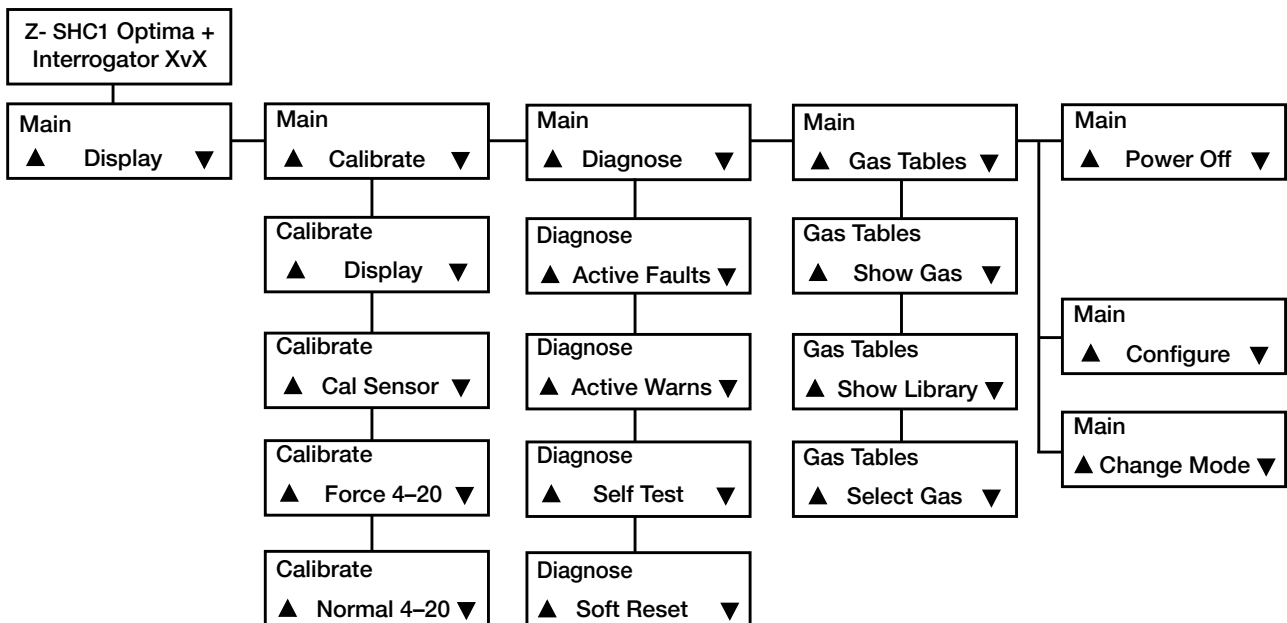 Z- SHC1 Optima +
Interrogator XvX
Main
▲ Display ▼
Main
▲ Calibrate ▼
Calibrate
▲ Display ▼
Calibrate
▲ Cal Sensor ▼
Calibrate
▲ Force 4–20 ▼
Calibrate
▲ Normal 4–20 ▼
Main
▲ Diagnose ▼
Diagnose
▲ Active Faults ▼
Diagnose
▲ Active Warns ▼
Diagnose
▲ Self Test ▼
Diagnose
▲ Soft Reset ▼
Main
▲ Gas Tables ▼
Gas Tables
▲ Show Gas ▼
Gas Tables
▲ Show Library ▼
Gas Tables
▲ Select Gas ▼
Main
▲ Power Off ▼
Main
▲ Configure ▼
Main
▲ Change Mode ▼